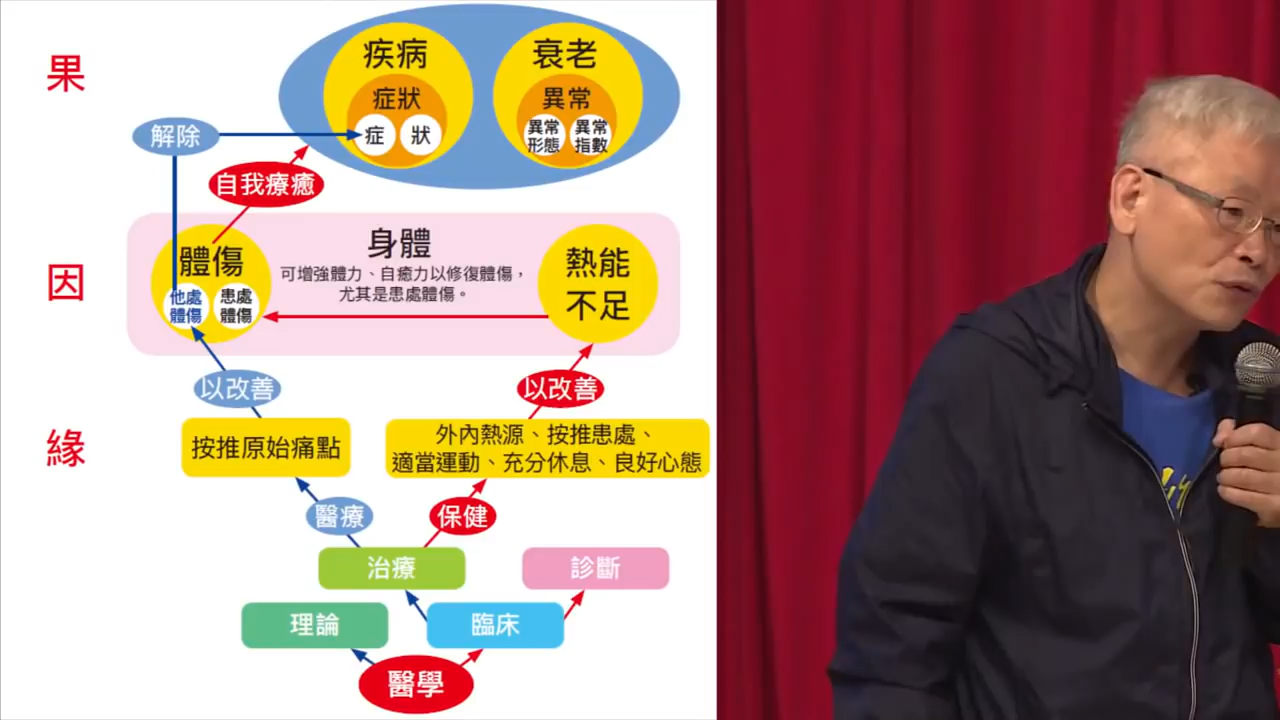 果
疾病
衰老
症狀
異常
症
狀
異常
形態
異常
指數
解除
自我療癒
因
體傷
他處
體傷
患處
體傷
身體
可增強體力、自癒力以修復體傷，
尤其是患處體傷。
熱能
不足
以改善
以改善
緣
按推原始痛點
外內熱源、按推患處、
適當運動、充分休息、良好心態
醫療
保健
治療
診斷
理論
臨床
醫學